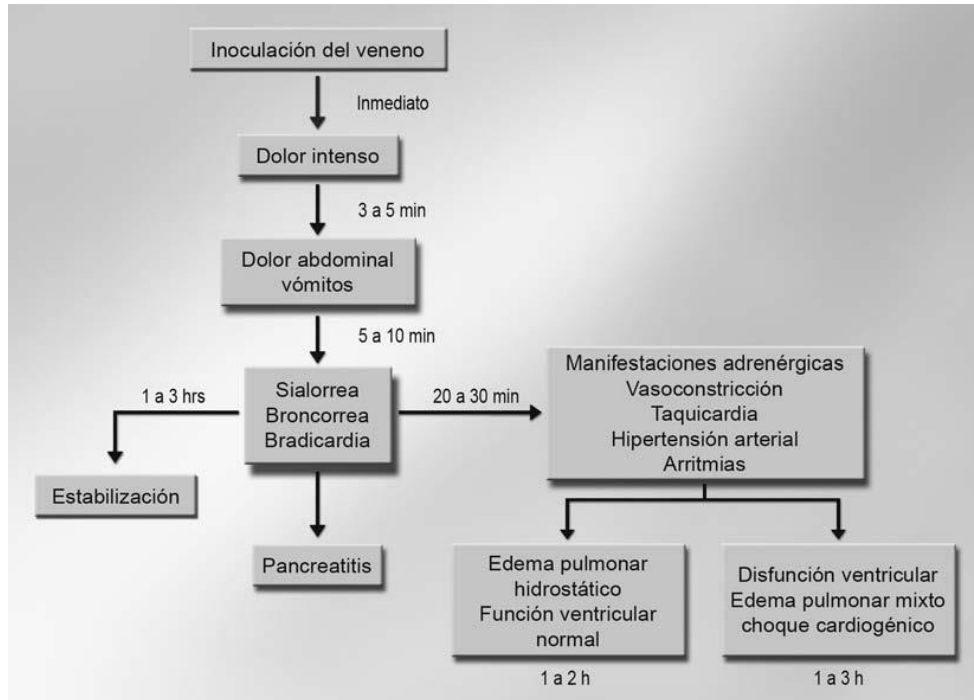 Inoculación del veneno
Inmediato
Dolor intenso
3 a 5 min
Dolor abdominal
vómitos
5 a 10 min
Sialorrea
Broncorrea
Bradicardia
1 a 3 hrs
Estabilización
Pancreatitis
20 a 30 min
Manifestaciones adrenérgicas
Vasoconstricción
Taquicardia
Hipertensión arterial
Arritmias
Edema pulmonar
hidrostático
Función ventricular
normal
1 a 2 h
Disfunción ventricular
Edema pulmonar mixto
choque cardiogénico
1 a 3 h